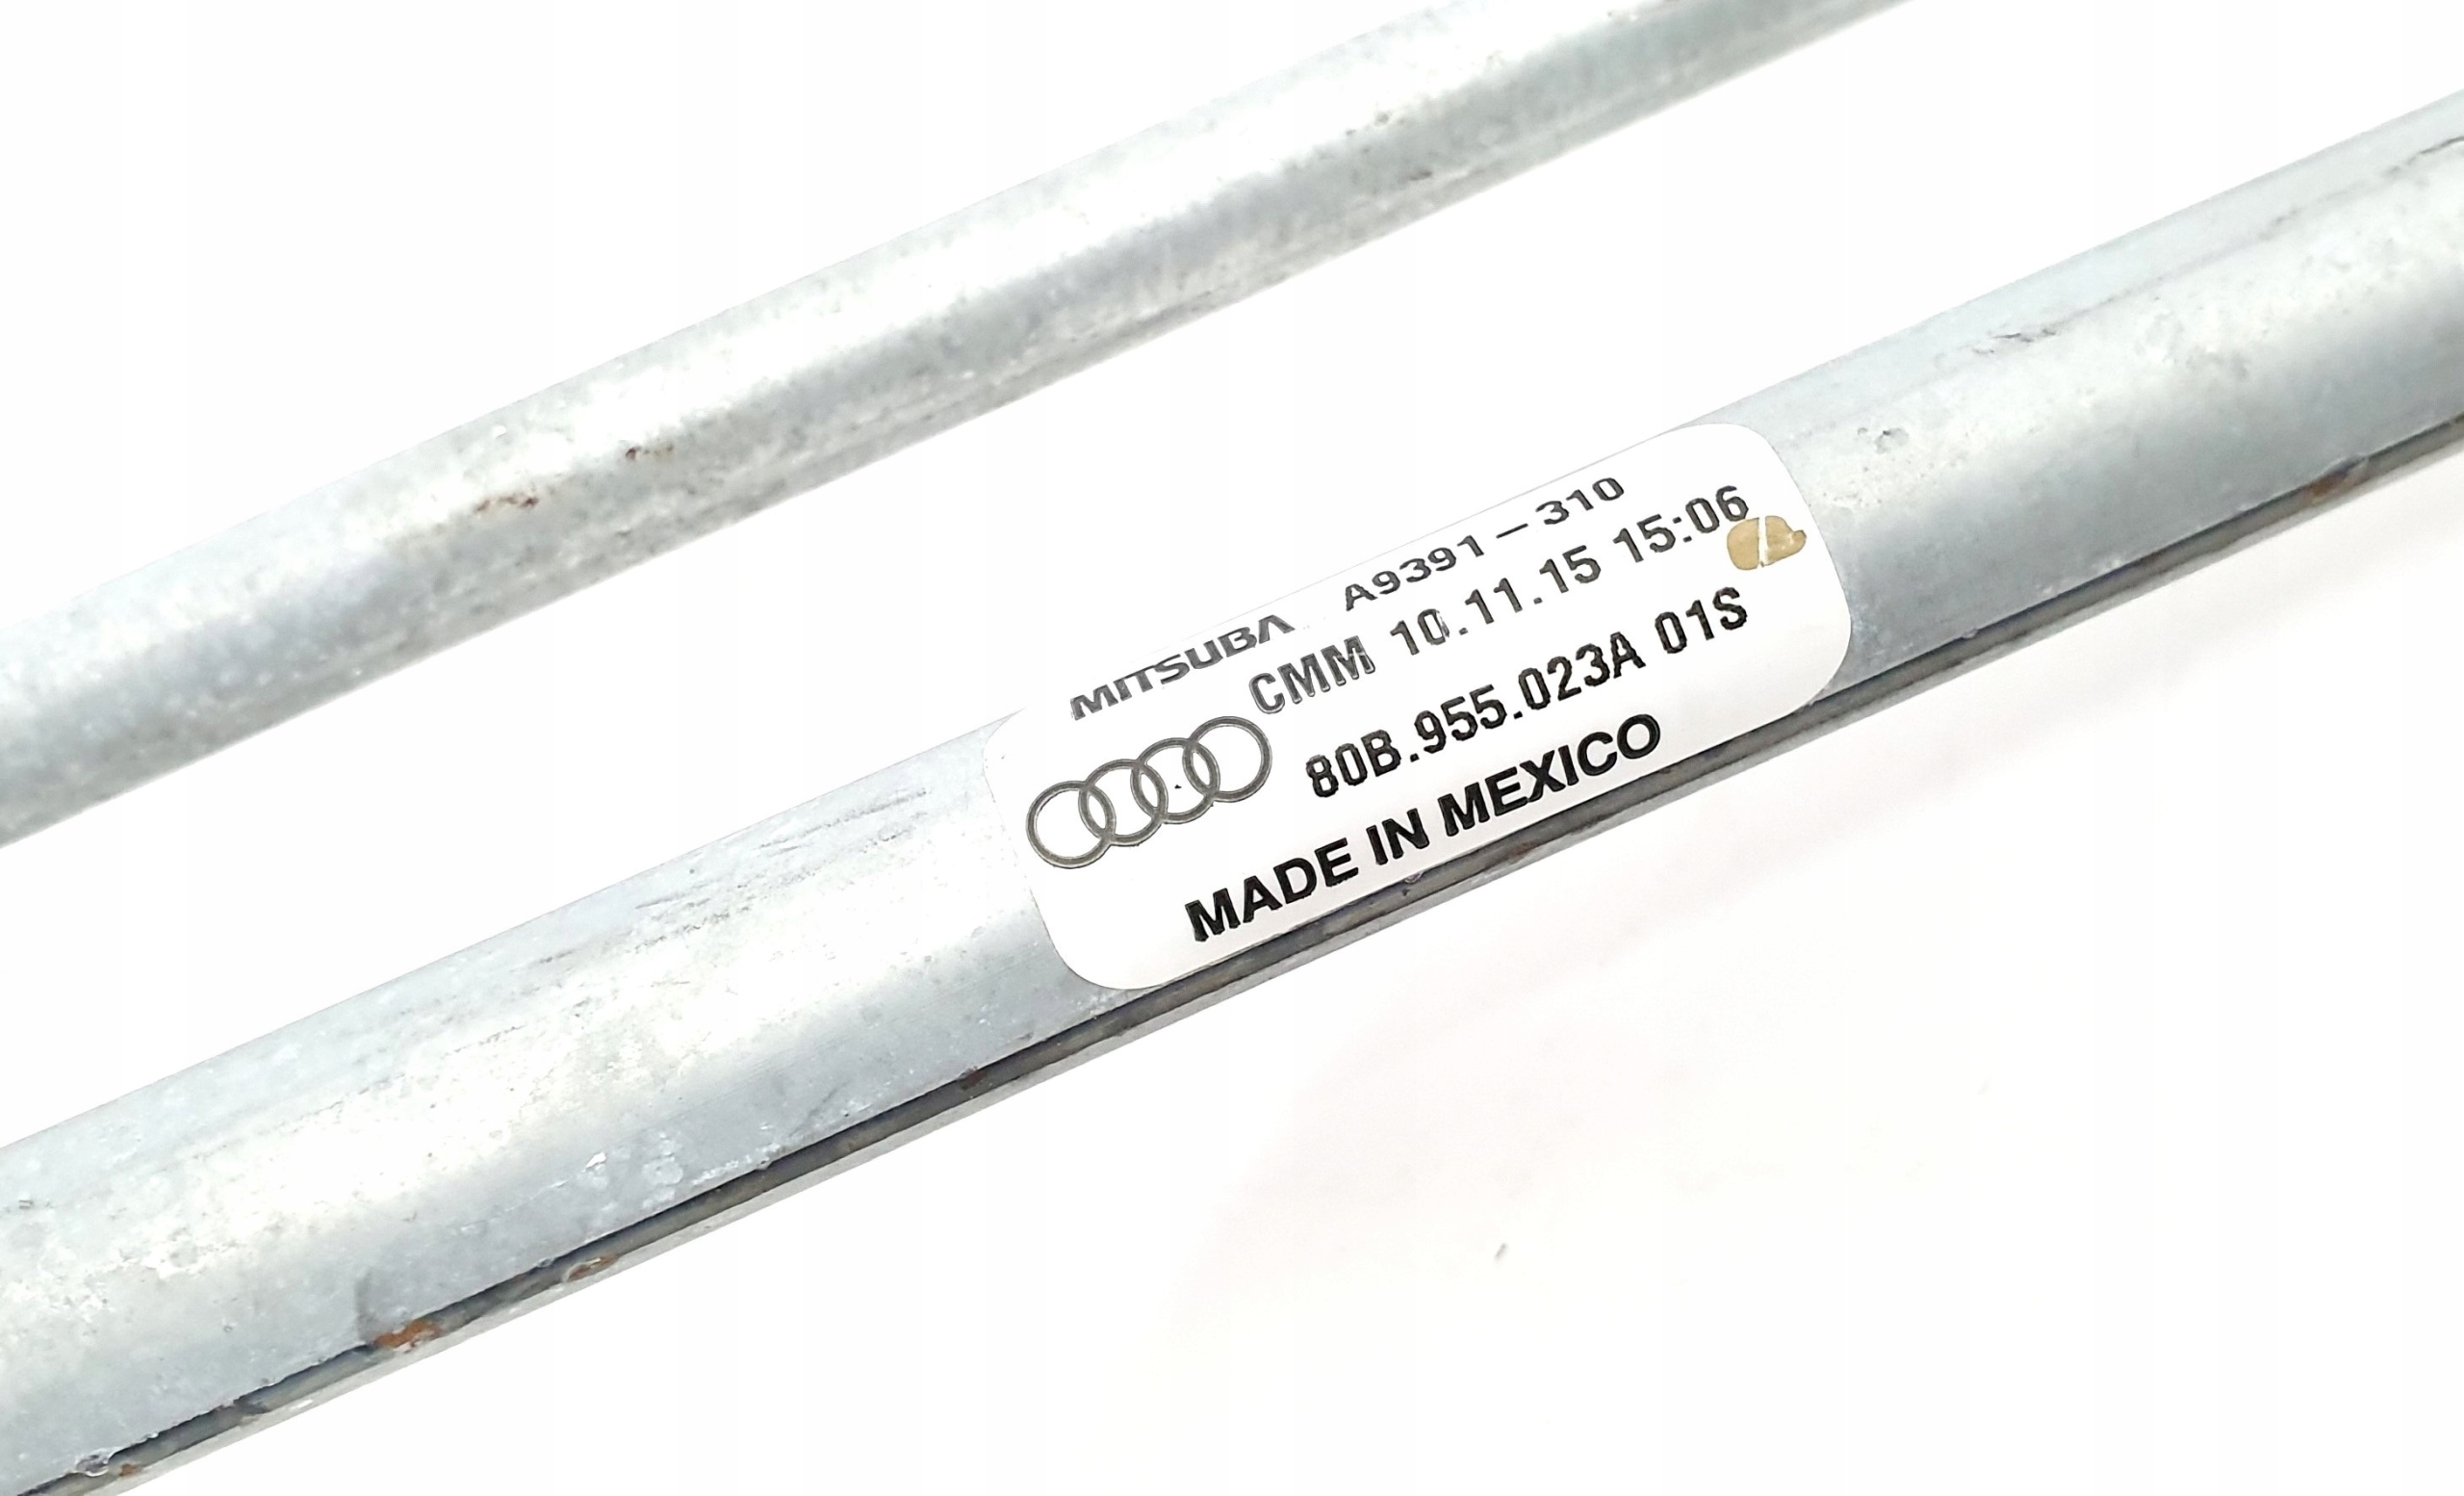 MITSUBA A9391-310
CMM 10.11.15 15:06
80B.955.023A 01S
MADE IN MEXICO